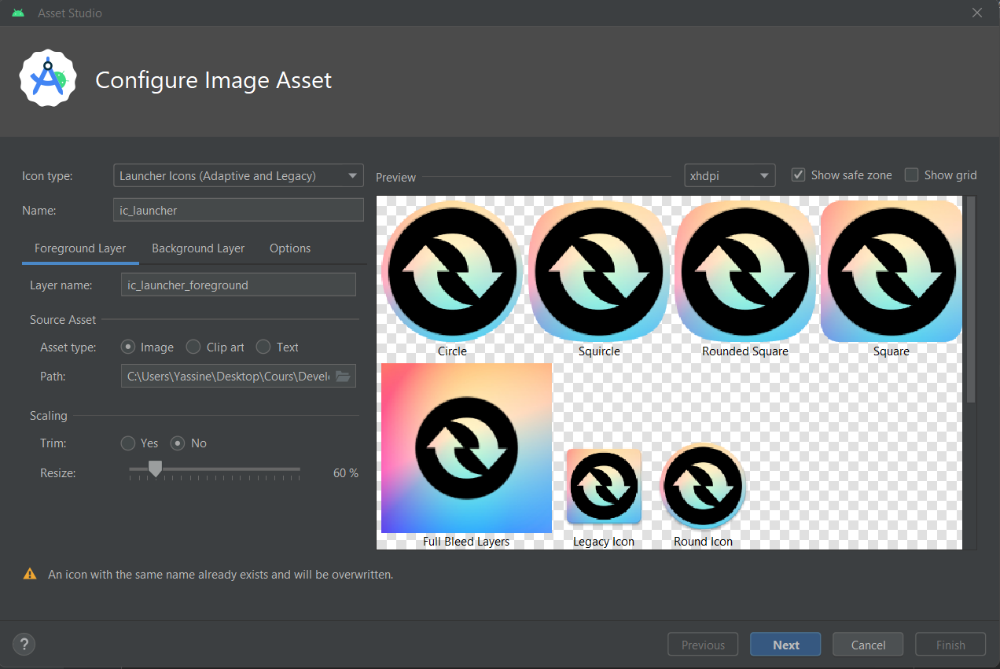 Asset Studio
Configure Image Asset
Icon type:
Launcher Icons (Adaptive and Legacy)
Name:
ic_launcher
Foreground Layer
Background Layer
Options
Layer name:
ic_launcher_foreground
Source Asset
Asset type:
Image
Clip art
Text
Path:
C:\Users\Yassine\Desktop\Cours\Devel
Scaling
Trim:
Yes
No
Resize:
60 %
Preview
xhdpi
Show safe zone
Show grid
Circle
Squircle
Rounded Square
Square
Full Bleed Layers
Legacy Icon
Round Icon
An icon with the same name already exists and will be overwritten.
?
Previous
Next
Cancel
Finish